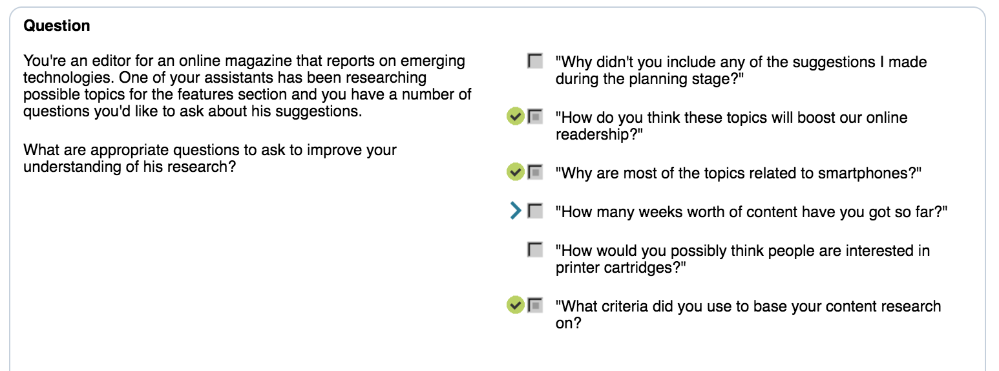 Question
You're an editor for an online magazine that reports on emerging
technologies. One of your assistants has been researching
possible topics for the features section and you have a number of
questions you'd like to ask about his suggestions.
What are appropriate questions to ask to improve your
understanding of his research?
"Why didn't you include any of the suggestions I made
during the planning stage?"
"How do you think these topics will boost our online
readership?"
"Why are most of the topics related to smartphones?"
"How many weeks worth of content have you got so far?"
"How would you possibly think people are interested in
printer cartridges?"
"What criteria did you use to base your content research
on?